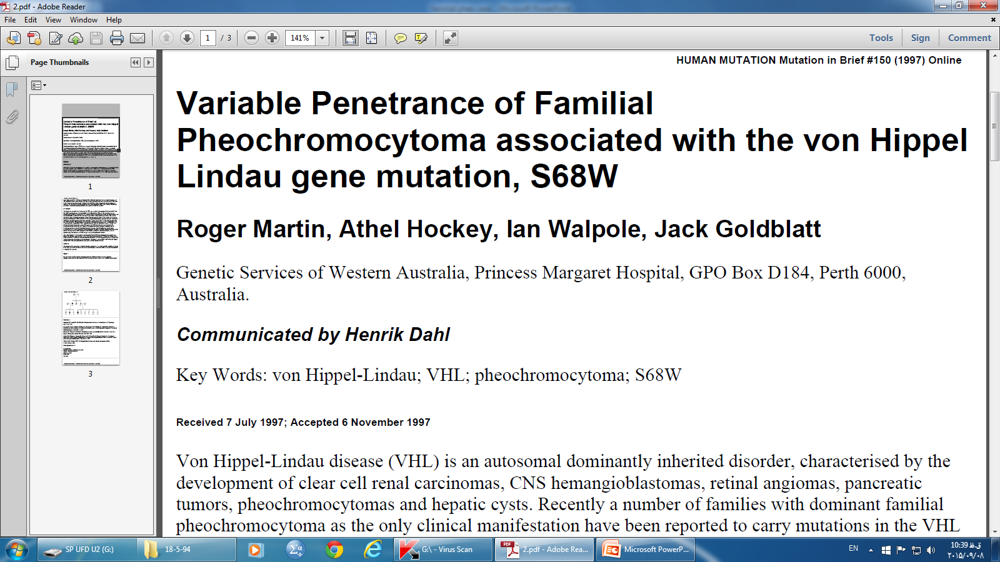 2.pdf - Adobe Reader
File Edit View Window Help
1 / 3 141% Tools Sign Comment
Page Thumbnails
1
2
3
HUMAN MUTATION Mutation in Brief #150 (1997) Online
Variable Penetrance of Familial
Pheochromocytoma associated with the von Hippel
Lindau gene mutation, S68W
Roger Martin, Athel Hockey, Ian Walpole, Jack Goldblatt
Genetic Services of Western Australia, Princess Margaret Hospital, GPO Box D184, Perth 6000,
Australia.
Communicated by Henrik Dahl
Key Words: von Hippel-Lindau; VHL; pheochromocytoma; S68W
Received 7 July 1997; Accepted 6 November 1997
Von Hippel-Lindau disease (VHL) is an autosomal dominantly inherited disorder, characterised by the
development of clear cell renal carcinomas, CNS hemangioblastomas, retinal angiomas, pancreatic
tumors, pheochromocytomas and hepatic cysts. Recently a number of families with dominant familial
pheochromocytoma as the only clinical manifestation have been reported to carry mutations in the VHL
SP UFD U2 (G:) 18-5-94 Σα G:\ - Virus Scan 2.pdf - Adobe Rea... Microsoft PowerP... EN 10:39 ق.ظ
۲۰۱۵/۰۹/۰۸